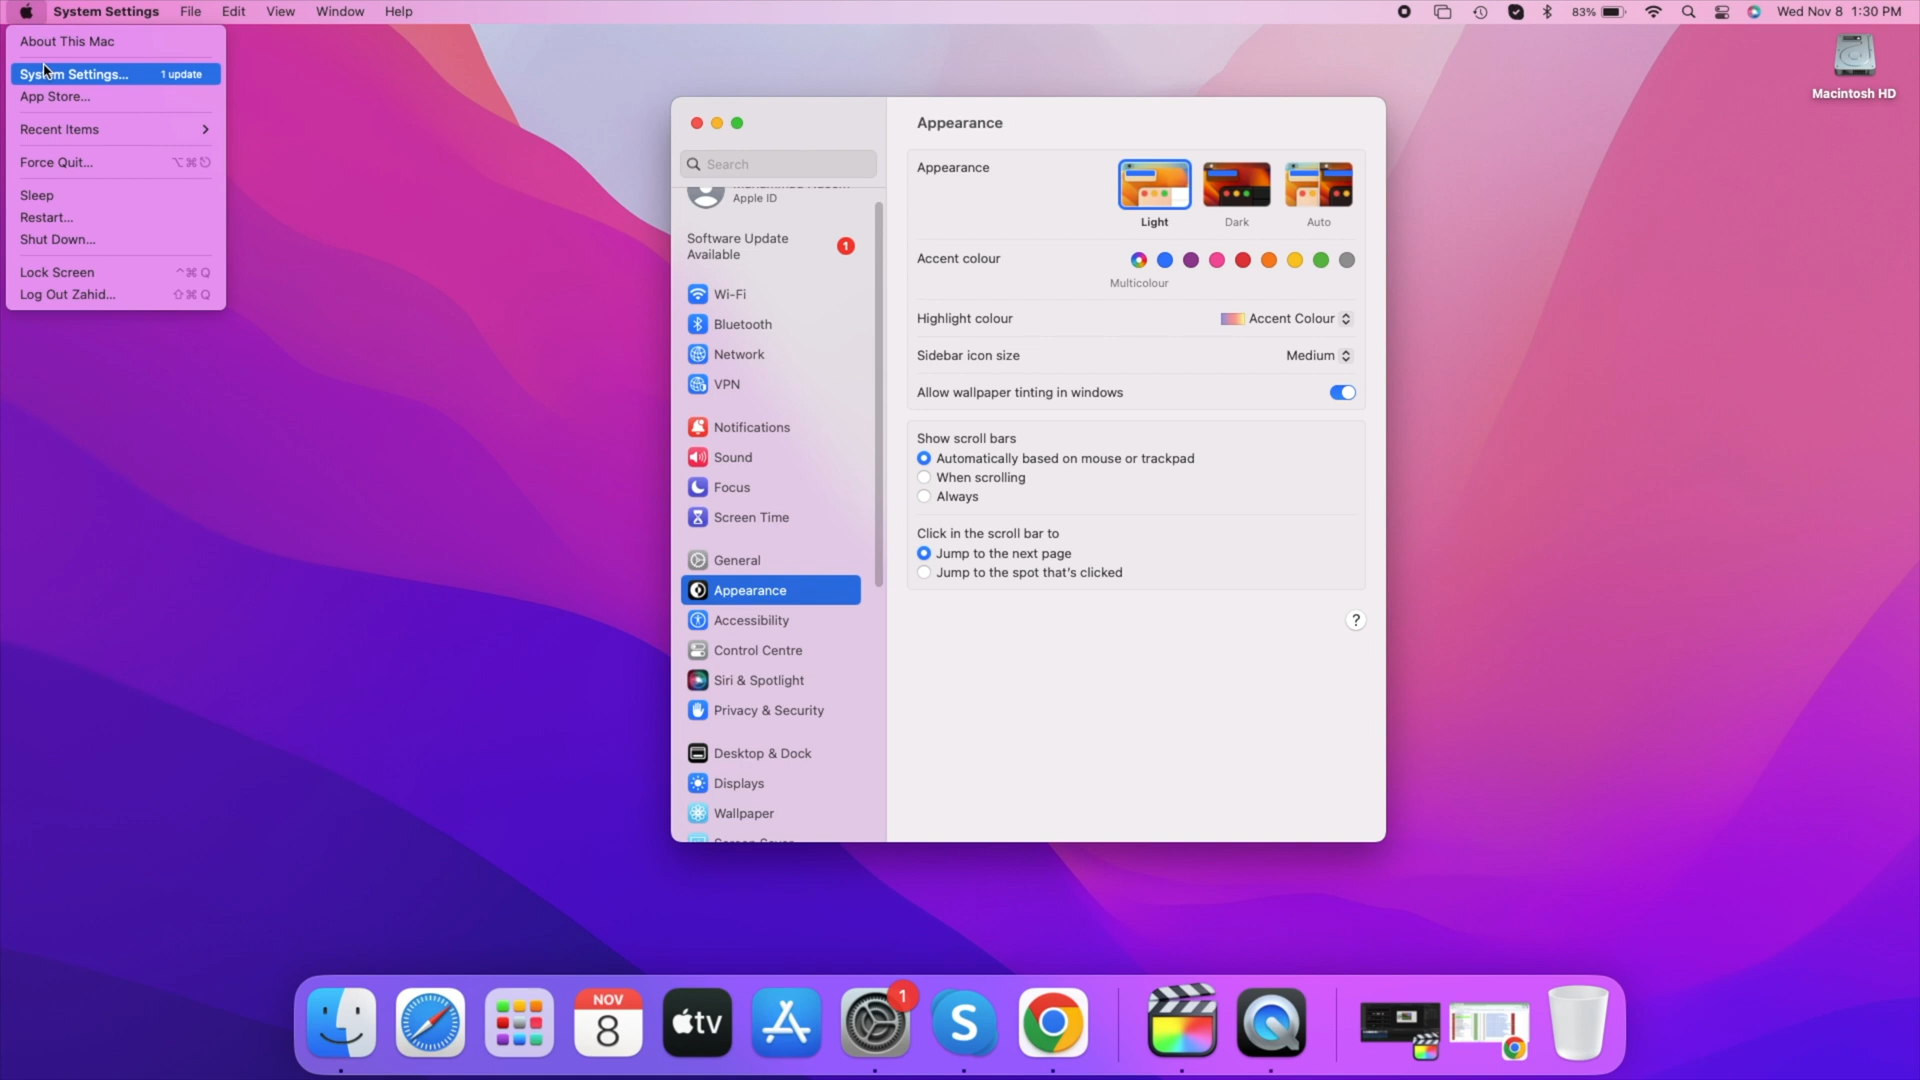 System Settings File Edit View Window Help
83% Wed Nov 8 1:30 PM
About This Mac
System Settings... 1 update
App Store...
Recent Items
Force Quit... ⌥⌘⎋
Sleep
Restart...
Shut Down...
Lock Screen ^⌘Q
Log Out Zahid... ⇧⌘Q
Macintosh HD
Search
Apple ID
Software Update
Available
1
Wi-Fi
Bluetooth
Network
VPN
Notifications
Sound
Focus
Screen Time
General
Appearance
Accessibility
Control Centre
Siri & Spotlight
Privacy & Security
Desktop & Dock
Displays
Wallpaper
Appearance
Appearance
Light Dark Auto
Accent colour
Multicolour
Highlight colour Accent Colour
Sidebar icon size Medium
Allow wallpaper tinting in windows
Show scroll bars
Automatically based on mouse or trackpad
When scrolling
Always
Click in the scroll bar to
Jump to the next page
Jump to the spot that's clicked
?
NOV
8
tv
1
S